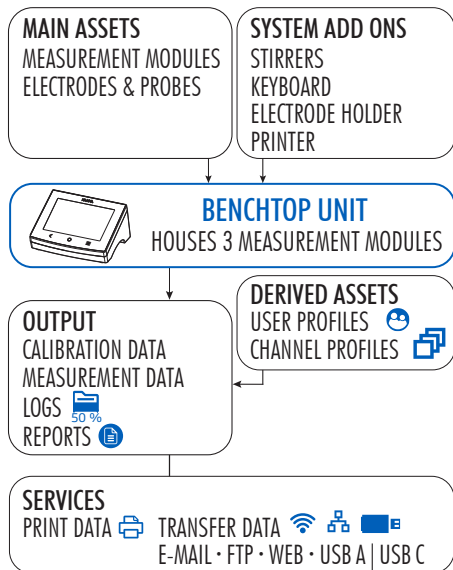 MAIN ASSETS
MEASUREMENT MODULES
ELECTRODES & PROBES
SYSTEM ADD ONS
STIRRERS
KEYBOARD
ELECTRODE HOLDER
PRINTER
BENCHTOP UNIT
HOUSES 3 MEASUREMENT MODULES
DERIVED ASSETS
USER PROFILES
CHANNEL PROFILES
OUTPUT
CALIBRATION DATA
MEASUREMENT DATA
LOGS
50 %
REPORTS
SERVICES
PRINT DATA TRANSFER DATA
E-MAIL · FTP · WEB · USB A | USB C